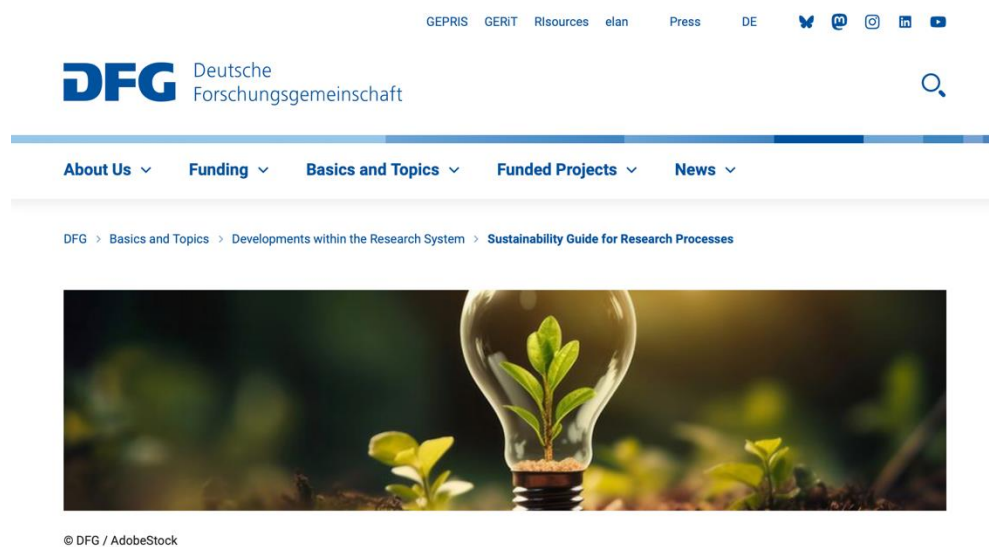 GEPRIS GERiT RIsources elan Press DE
DFG Deutsche
Forschungsgemeinschaft
About Us Funding Basics and Topics Funded Projects News
DFG > Basics and Topics > Developments within the Research System > Sustainability Guide for Research Processes
© DFG / AdobeStock